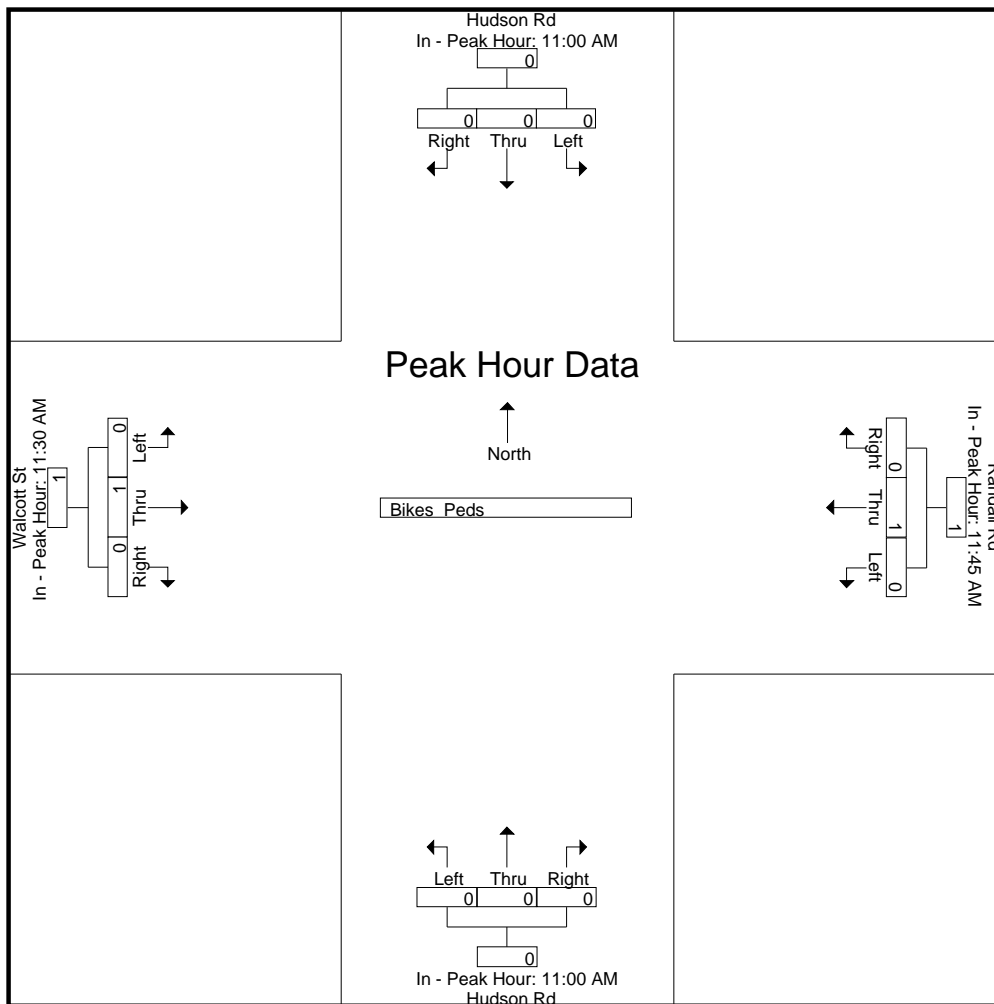 Hudson Rd
In - Peak Hour: 11:00 AM
0
0 0 0
Right Thru Left
Peak Hour Data
North
Bikes Peds
Walcott St
In - Peak Hour: 11:30 AM
1
0 1 0
Left Thru Right
Randall Rd
In - Peak Hour: 11:45 AM
1
0 1 0
Right Thru Left
Left Thru Right
0 0 0
0
In - Peak Hour: 11:00 AM
Hudson Rd